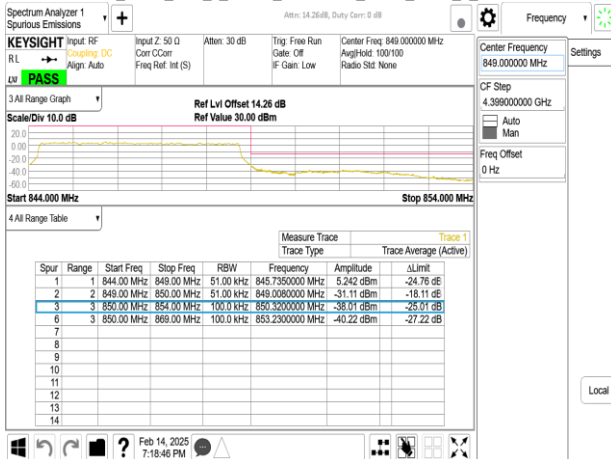 Spectrum Analyzer 1
Spurious Emissions
Attn: 14.26dB, Duty Corr: 0 dB
Frequency
KEYSIGHT
RL
LXI
PASS
Input: RF
Coupling: DC
Align: Auto
Input Z: 50 Ω
Corr CCorr
Freq Ref: Int (S)
Atten: 30 dB
Trig: Free Run
Gate: Off
IF Gain: Low
Center Freq: 849.000000 MHz
Avg|Hold: 100/100
Radio Std: None
Center Frequency
849.000000 MHz
Settings
CF Step
4.399000000 GHz
Auto
Man
Freq Offset
0 Hz
3 All Range Graph
Scale/Div 10.0 dB
Ref Lvl Offset 14.26 dB
Ref Value 30.00 dBm
20.0
0.00
-20.0
-40.0
-60.0
Start 844.000 MHz
Stop 854.000 MHz
4 All Range Table
Measure Trace Trace 1
Trace Type Trace Average (Active)
Spur Range Start Freq Stop Freq RBW Frequency Amplitude ΔLimit
1 1 844.00 MHz 849.00 MHz 51.00 kHz 845.7350000 MHz 5.242 dBm -24.76 dB
2 2 849.00 MHz 850.00 MHz 51.00 kHz 849.0080000 MHz -31.11 dBm -18.11 dB
3 3 850.00 MHz 854.00 MHz 100.0 kHz 850.3200000 MHz -38.01 dBm -25.01 dB
6 3 850.00 MHz 869.00 MHz 100.0 kHz 853.2300000 MHz -40.22 dBm -27.22 dB
7
8
9
10
11
12
13
14
Local
Feb 14, 2025
7:18:46 PM